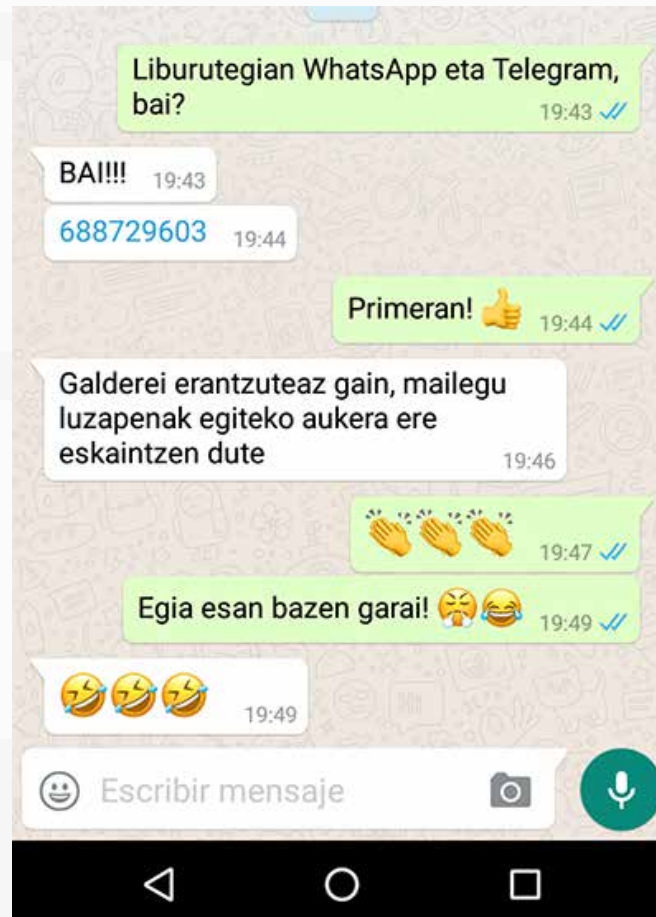 Liburutegian WhatsApp eta Telegram,
bai?
19:43
BAI!!! 19:43
688729603 19:44
Primeran! 👍 19:44
Galderei erantzuteaz gain, mailegu
luzapenak egiteko aukera ere
eskaintzen dute
19:46
👏👏👏 19:47
Egia esan bazen garai! 😤😂 19:49
🤣🤣🤣 19:49
Escribir mensaje